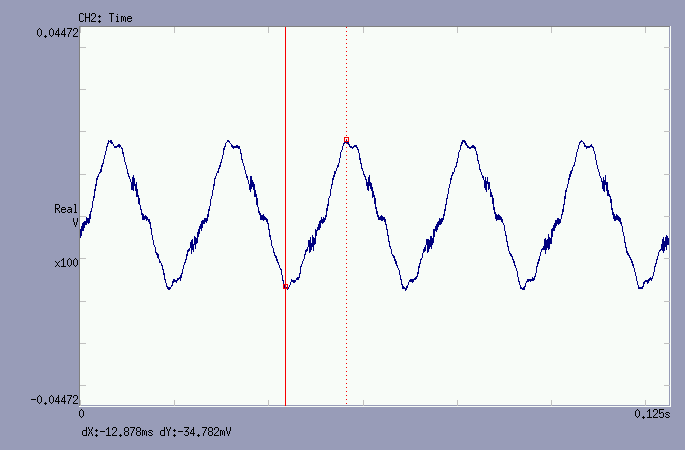 CH2: Time
0.04472
Real
V
x100
-0.04472
0 0.125s
dX:-12.878ms dY:-34.782mV